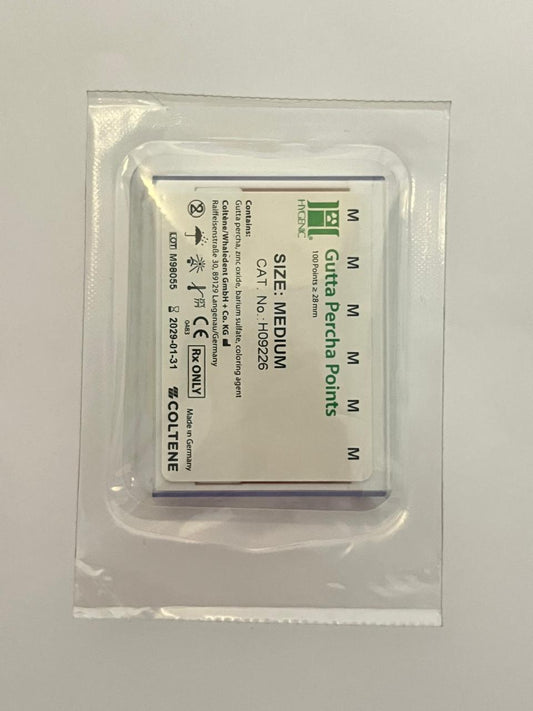 M M M M M M
HYGENIC®
Gutta Percha Points
100 Points ≥ 28 mm
SIZE: MEDIUM
CAT. No.: H09226
Contains:
Gutta percha, zinc oxide, barium sulfate, coloring agent
Coltène/Whaledent GmbH + Co. KG
Raiffeisenstraße 30, 89129 Langenau/Germany
Made in Germany
CE Rx ONLY
0483
LOT M98055 2029-01-31 COLTENE